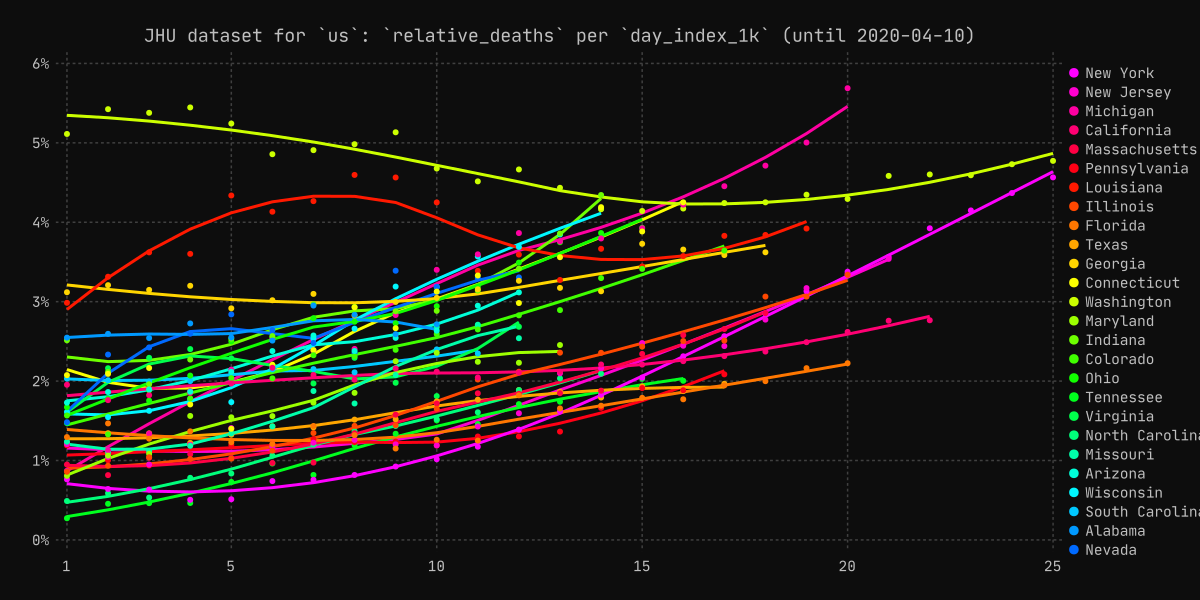 JHU dataset for `us`: `relative_deaths` per `day_index_1k` (until 2020-04-10)
6%
5%
4%
3%
2%
1%
0%
1 5 10 15 20 25
New York
New Jersey
Michigan
California
Massachusetts
Pennsylvania
Louisiana
Illinois
Florida
Texas
Georgia
Connecticut
Washington
Maryland
Indiana
Colorado
Ohio
Tennessee
Virginia
North Carolina
Missouri
Arizona
Wisconsin
South Carolina
Alabama
Nevada